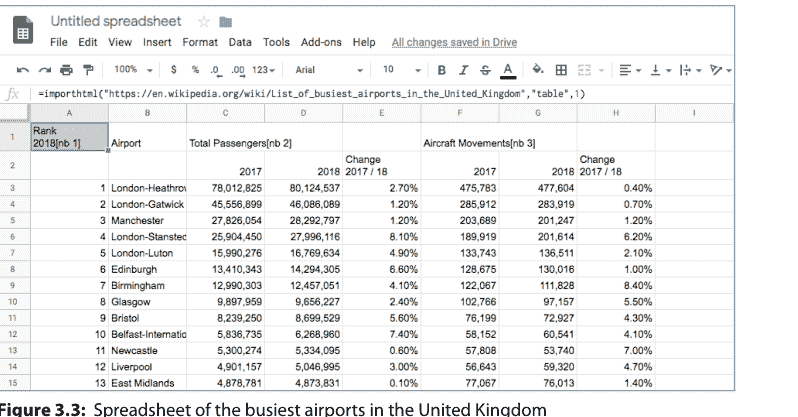 Untitled spreadsheet
File Edit View Insert Format Data Tools Add-ons Help All changes saved in Drive
100% $ % .0 .00 123 Arial 10 B I S A
fx =importhtml("https://en.wikipedia.org/wiki/List_of_busiest_airports_in_the_United_Kingdom","table",1)
A B C D E F G H I
Rank
1 2018[nb 1] Airport Total Passengers[nb 2] Aircraft Movements[nb 3]
Change Change
2 2017 2018 2017 / 18 2017 2018 2017 / 18
3 1 London-Heathrow 78,012,825 80,124,537 2.70% 475,783 477,604 0.40%
4 2 London-Gatwick 45,556,899 46,086,089 1.20% 285,912 283,919 0.70%
5 3 Manchester 27,826,054 28,292,797 1.20% 203,689 201,247 1.20%
6 4 London-Stansted 25,904,450 27,996,116 8.10% 189,919 201,614 6.20%
7 5 London-Luton 15,990,276 16,769,634 4.90% 133,743 136,511 2.10%
8 6 Edinburgh 13,410,343 14,294,305 6.60% 128,675 130,016 1.00%
9 7 Birmingham 12,990,303 12,457,051 4.10% 122,067 111,828 8.40%
10 8 Glasgow 9,897,959 9,656,227 2.40% 102,766 97,157 5.50%
11 9 Bristol 8,239,250 8,699,529 5.60% 76,199 72,927 4.30%
12 10 Belfast-Internatio 5,836,735 6,268,960 7.40% 58,152 60,541 4.10%
13 11 Newcastle 5,300,274 5,334,095 0.60% 57,808 53,740 7.00%
14 12 Liverpool 4,901,157 5,046,995 3.00% 56,643 59,320 4.70%
15 13 East Midlands 4,878,781 4,873,831 0.10% 77,067 76,013 1.40%
Figure 3.3: Spreadsheet of the busiest airports in the United Kingdom